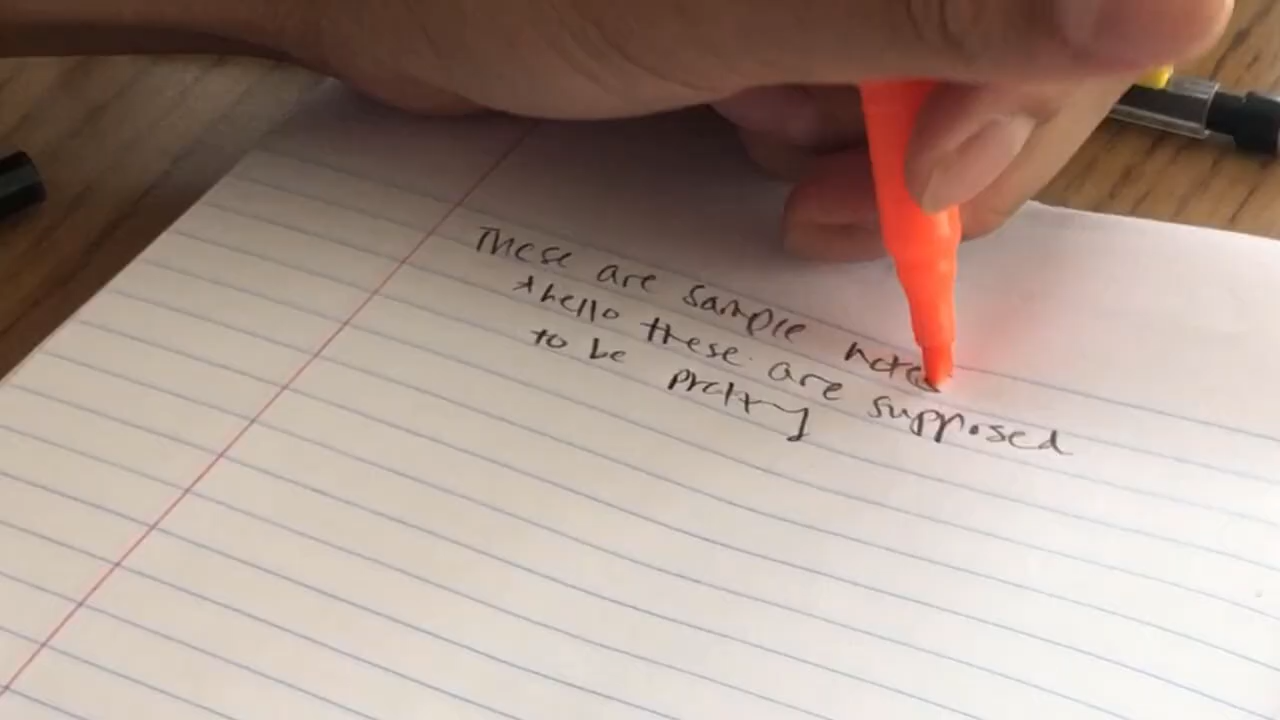 These are sample notes
*hello these are supposed
to be pretty